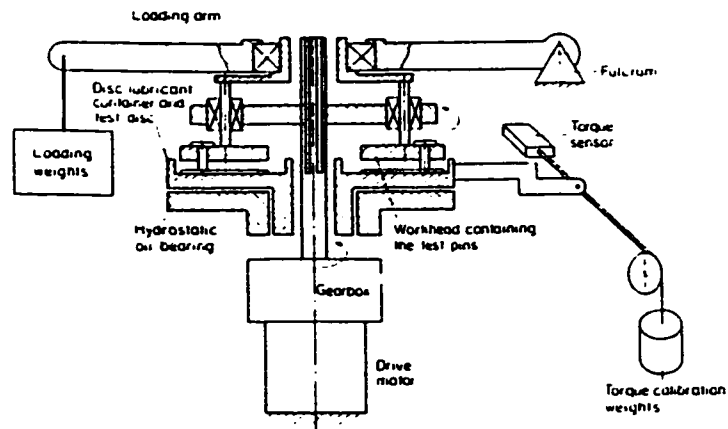 Loading arm
Fulcrum
Disc lubricant
container and
test disc
Torque
sensor
Loading
weights
Hydrostatic
oil bearing
Workhead containing
the test pins
Gearbox
Drive
motor
Torque calibration
weights